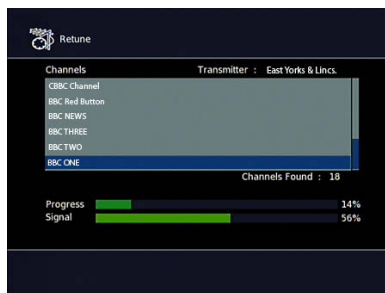 Retune
Channels Transmitter : East Yorks & Lincs.
CBBC Channel
BBC Red Button
BBC NEWS
BBC THREE
BBC TWO
BBC ONE
Channels Found : 18
Progress 14%
Signal 56%